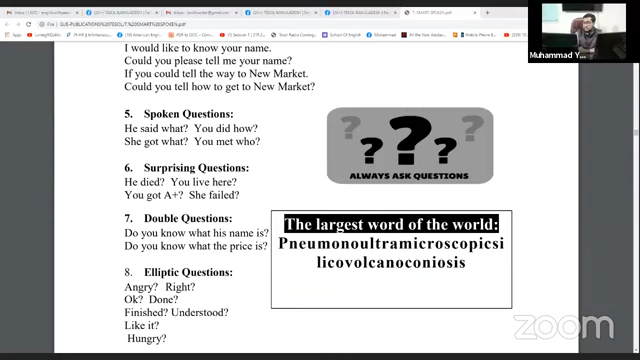 SMART SPOKEN.pdf
I would like to know your name.
Could you please tell me your name?
If you could tell the way to New Market.
Could you tell how to get to New Market?
5. Spoken Questions:
He said what? You did how?
She got what? You met who?
6. Surprising Questions:
He died? You live here?
You got A+? She failed?
7. Double Questions:
Do you know what his name is?
Do you know what the price is?
8. Elliptic Questions:
Angry? Right?
Ok? Done?
Finished? Understood?
Like it?
Hungry?
? ? ? ? ?
ALWAYS ASK QUESTIONS
The largest word of the world:
Pneumonoultramicroscopicsi
licovolcanoconiosis
Muhammad Y...
zoom